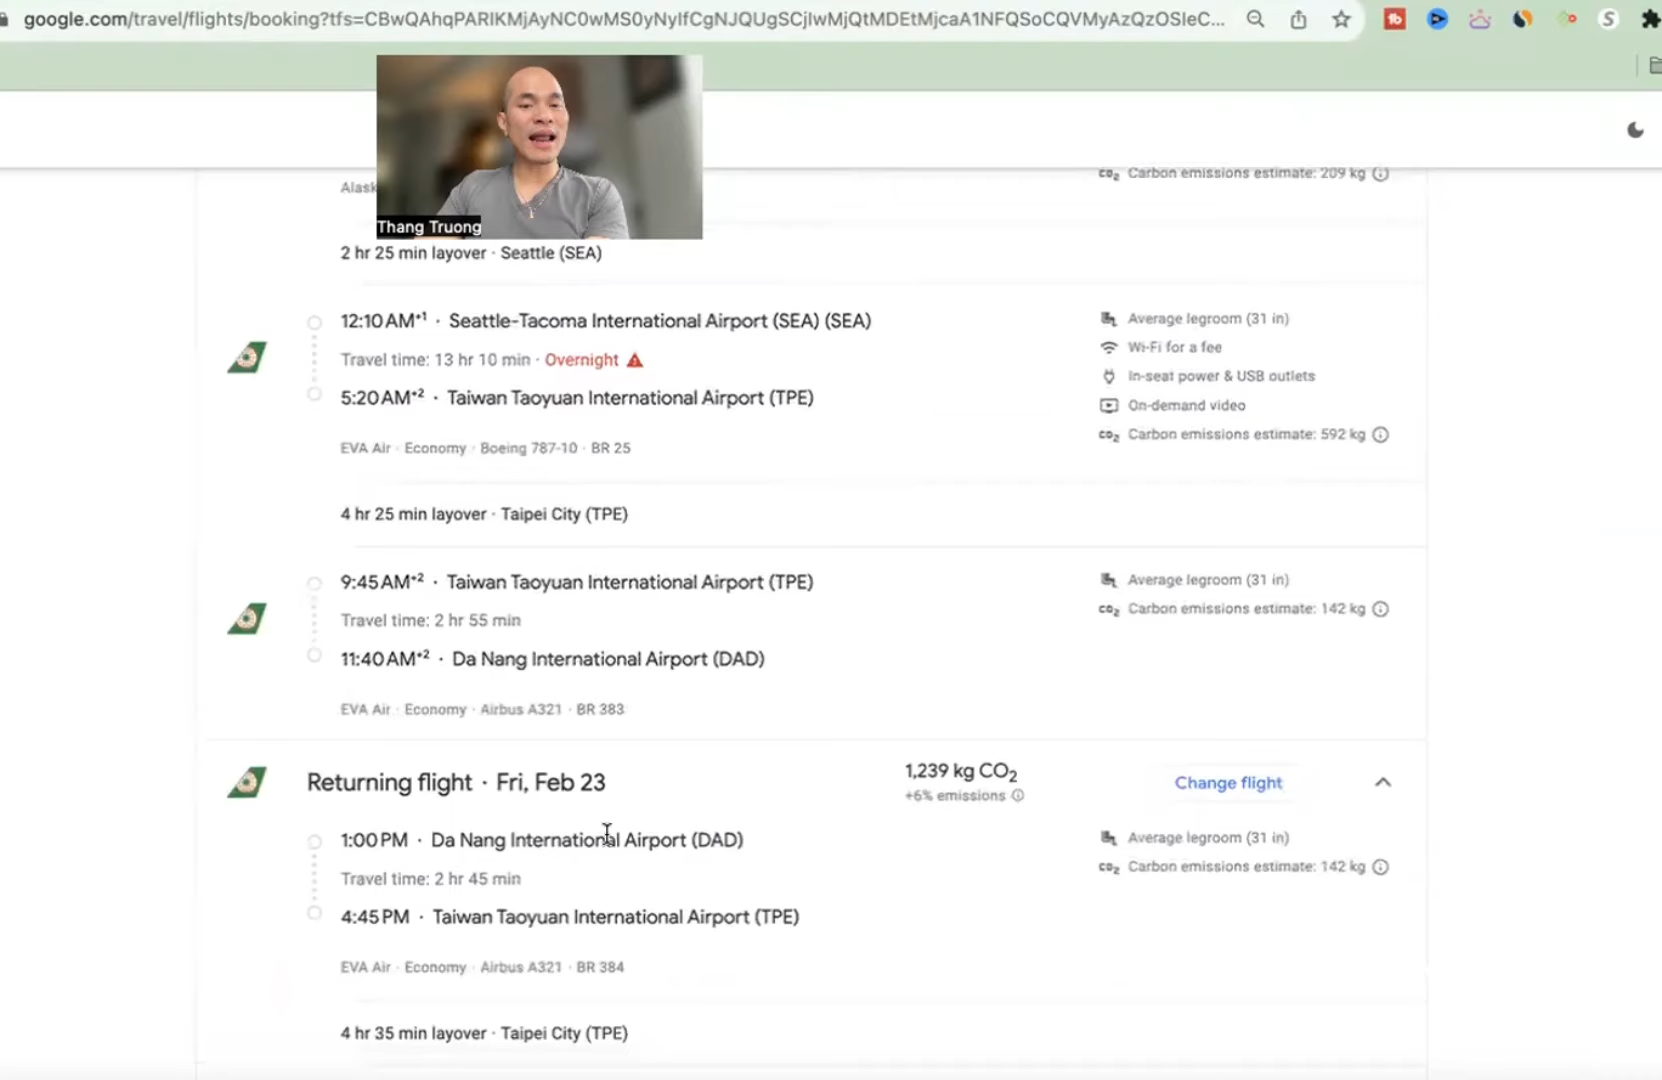 google.com/travel/flights/booking?tfs=CBwQAhqPARIKMjAyNC0wMS0yNyIfCgNJQUgSCjIwMjQtMDEtMjcaA1NFQSoCQVMyAzQzOSIeC...
Thang Truong
Alask
co₂ Carbon emissions estimate: 209 kg
2 hr 25 min layover · Seattle (SEA)
12:10 AM+1 · Seattle-Tacoma International Airport (SEA) (SEA)
Travel time: 13 hr 10 min · Overnight
5:20 AM+2 · Taiwan Taoyuan International Airport (TPE)
EVA Air · Economy · Boeing 787-10 · BR 25
Average legroom (31 in)
Wi-Fi for a fee
In-seat power & USB outlets
On-demand video
co₂ Carbon emissions estimate: 592 kg
4 hr 25 min layover · Taipei City (TPE)
9:45 AM+2 · Taiwan Taoyuan International Airport (TPE)
Travel time: 2 hr 55 min
11:40 AM+2 · Da Nang International Airport (DAD)
EVA Air · Economy · Airbus A321 · BR 383
Average legroom (31 in)
co₂ Carbon emissions estimate: 142 kg
Returning flight · Fri, Feb 23
1,239 kg CO₂
+6% emissions
Change flight
1:00 PM · Da Nang International Airport (DAD)
Travel time: 2 hr 45 min
4:45 PM · Taiwan Taoyuan International Airport (TPE)
EVA Air · Economy · Airbus A321 · BR 384
Average legroom (31 in)
co₂ Carbon emissions estimate: 142 kg
4 hr 35 min layover · Taipei City (TPE)